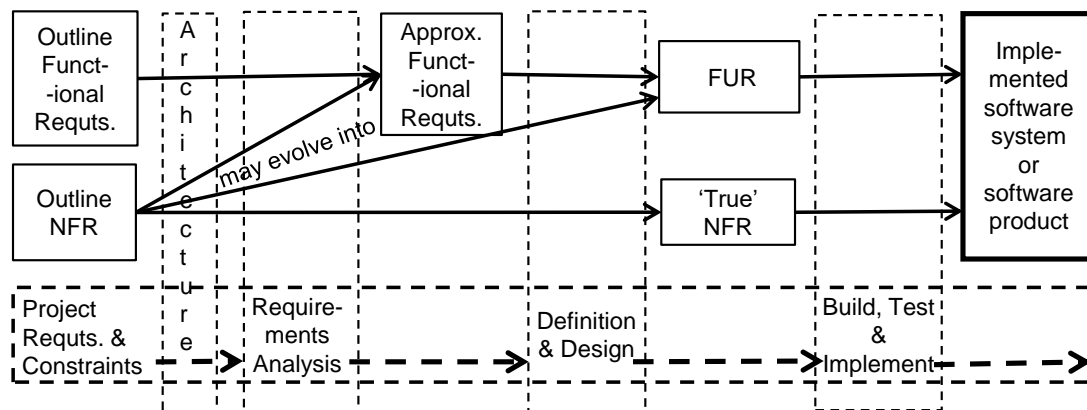 Outline
Funct-
-ional
Requts.
Architecture
Approx.
Funct-
-ional
Requts.
FUR
Imple-
mented
software
system
or
software
product
may evolve into
Outline
NFR
‘True’
NFR
Project
Requts. &
Constraints
Require-
ments
Analysis
Definition
& Design
Build, Test
&
Implement